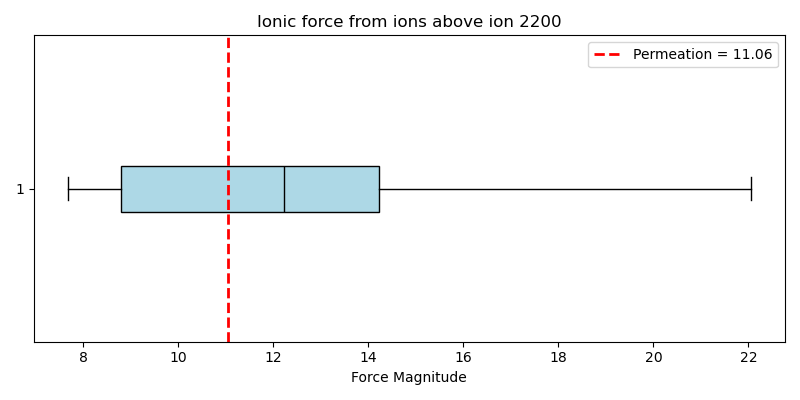 Ionic force from ions above ion 2200
Permeation = 11.06
1
8 10 12 14 16 18 20 22
Force Magnitude